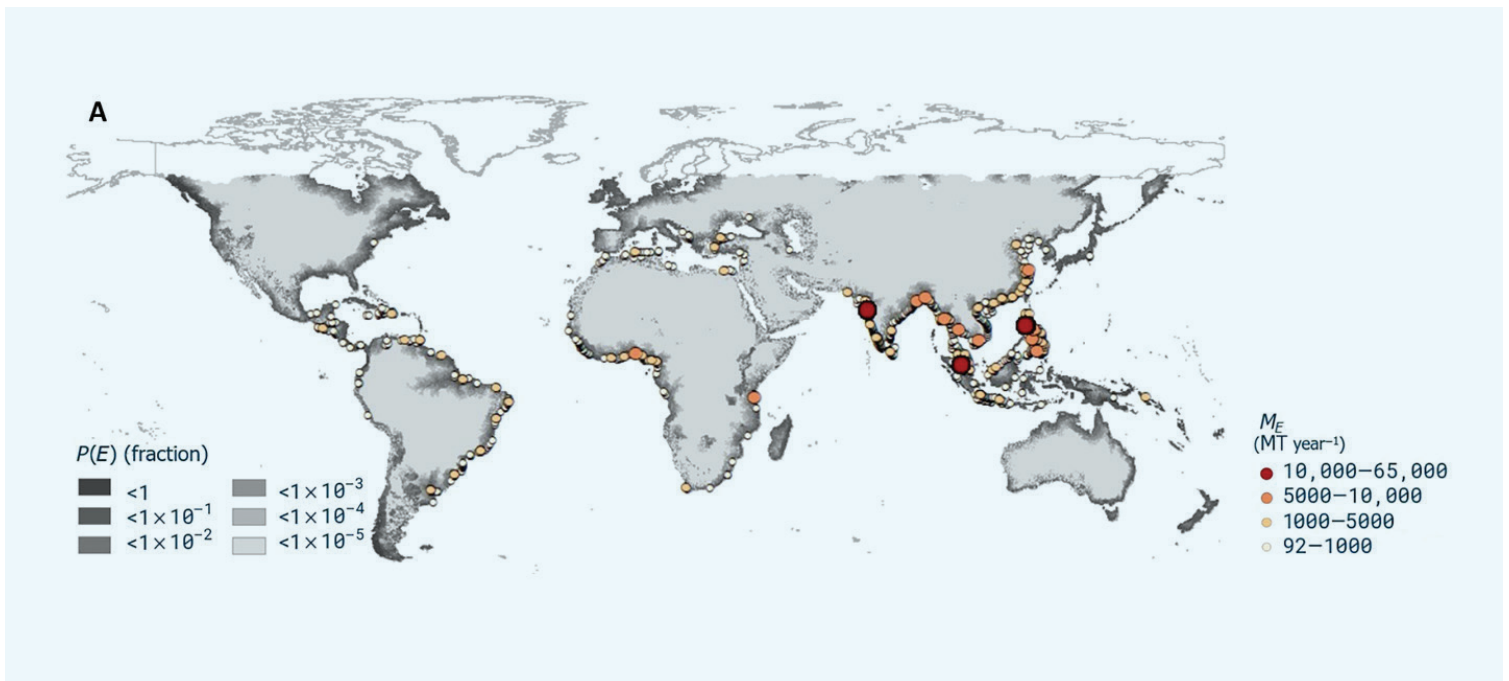 A
P(E) (fraction)
<1
<1×10⁻¹
<1×10⁻²
<1×10⁻³
<1×10⁻⁴
<1×10⁻⁵
M_E
(MT year⁻¹)
10,000–65,000
5000–10,000
1000–5000
92–1000